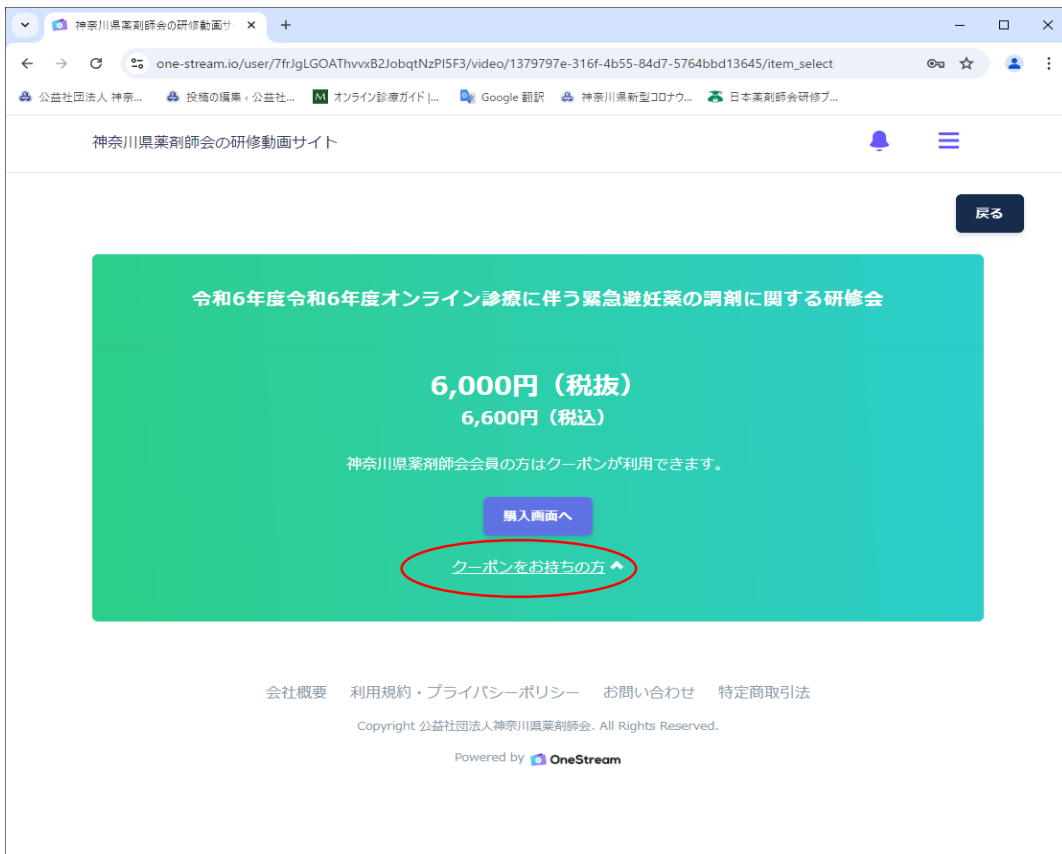 神奈川県薬剤師会の研修動画サ
one-stream.io/user/7frJgLGOAThvvxB2JobqtNzPI5F3/video/1379797e-316f-4b55-84d7-5764bbd13645/item_select
公益社団法人 神奈... 投稿の編集 ‹ 公益社... オンライン診療ガイド |... Google 翻訳 神奈川県新型コロナウ... 日本薬剤師会研修プ...
神奈川県薬剤師会の研修動画サイト
戻る
令和6年度令和6年度オンライン診療に伴う緊急避妊薬の調剤に関する研修会
6,000円（税抜）
6,600円（税込）
神奈川県薬剤師会会員の方はクーポンが利用できます。
購入画面へ
クーポンをお持ちの方
会社概要 利用規約・プライバシーポリシー お問い合わせ 特定商取引法
Copyright 公益社団法人神奈川県薬剤師会. All Rights Reserved.
Powered by OneStream